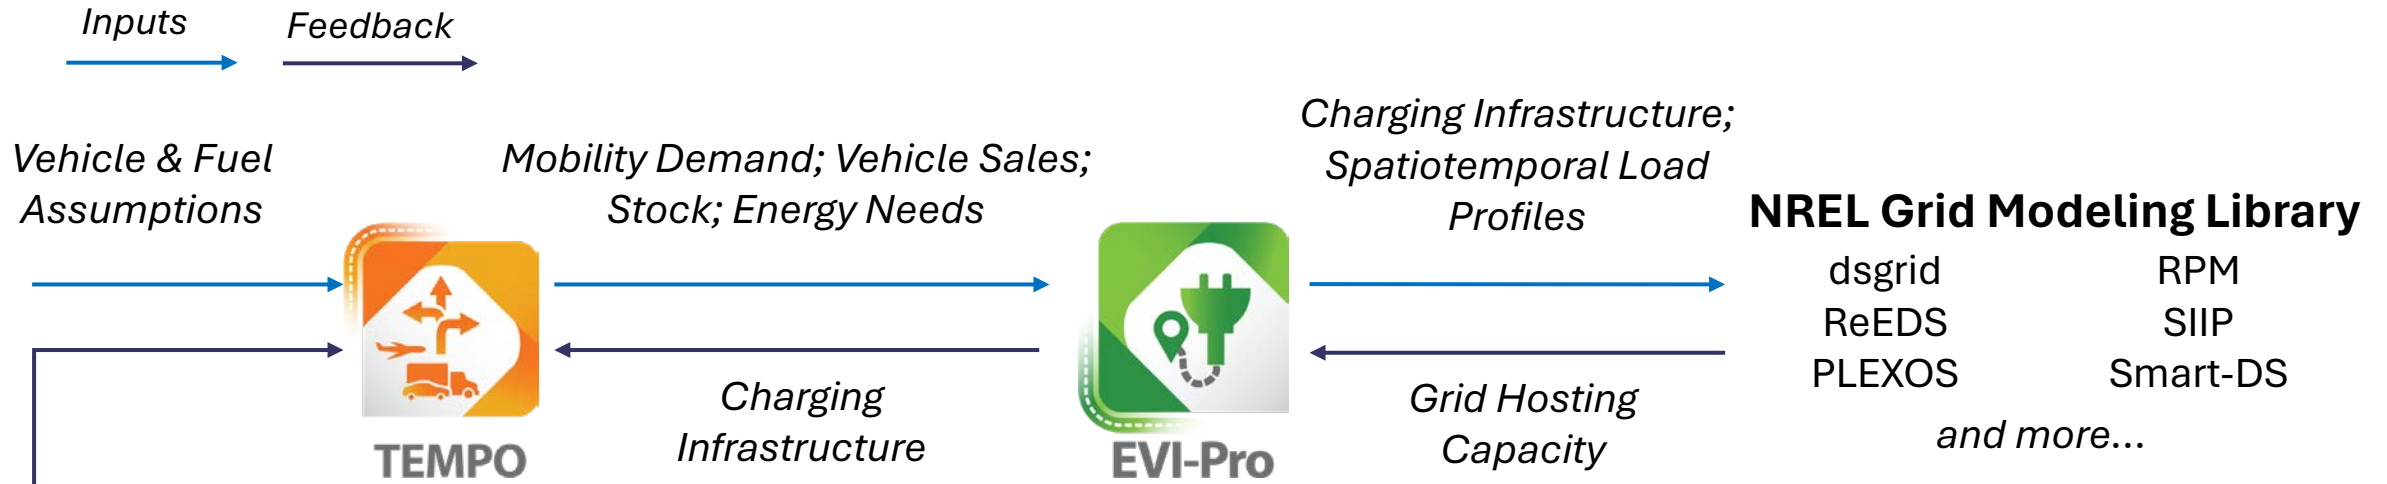 Inputs
Feedback
Vehicle & Fuel
Assumptions
Mobility Demand; Vehicle Sales;
Stock; Energy Needs
Charging Infrastructure;
Spatiotemporal Load
Profiles
NREL Grid Modeling Library
dsgrid
RPM
ReEDS
SIIP
PLEXOS
Smart-DS
and more...
TEMPO
Charging
Infrastructure
EVI-Pro
Grid Hosting
Capacity